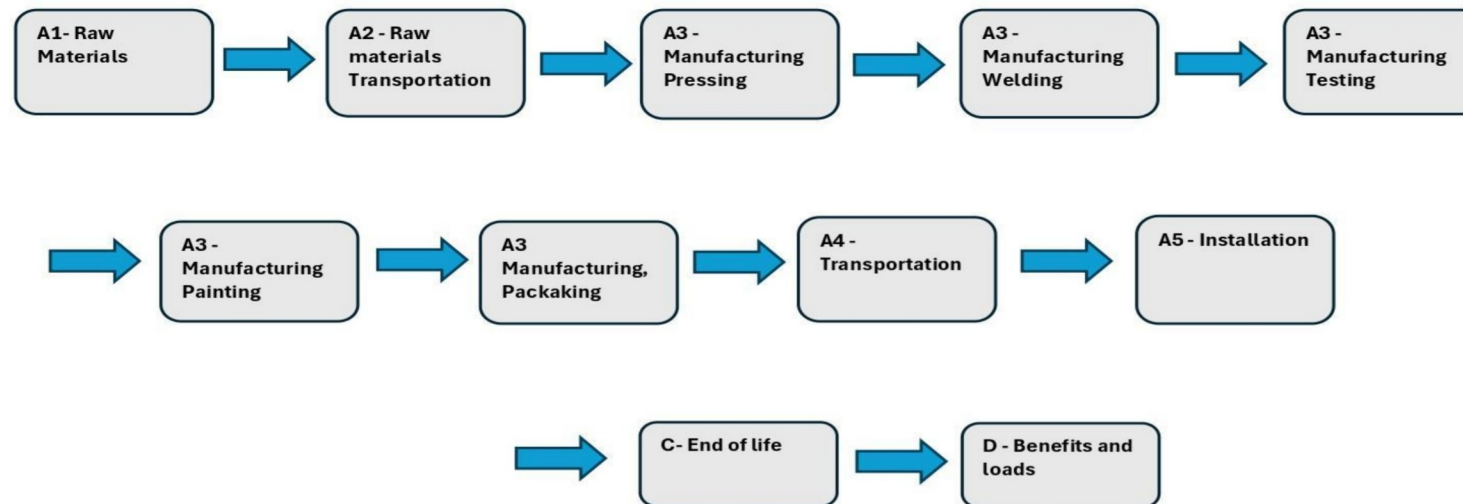 A1- Raw
Materials
A2 - Raw
materials
Transportation
A3 -
Manufacturing
Pressing
A3 -
Manufacturing
Welding
A3 -
Manufacturing
Testing
A3 -
Manufacturing
Painting
A3
Manufacturing,
Packaking
A4 -
Transportation
A5 - Installation
C- End of life
D - Benefits and
loads